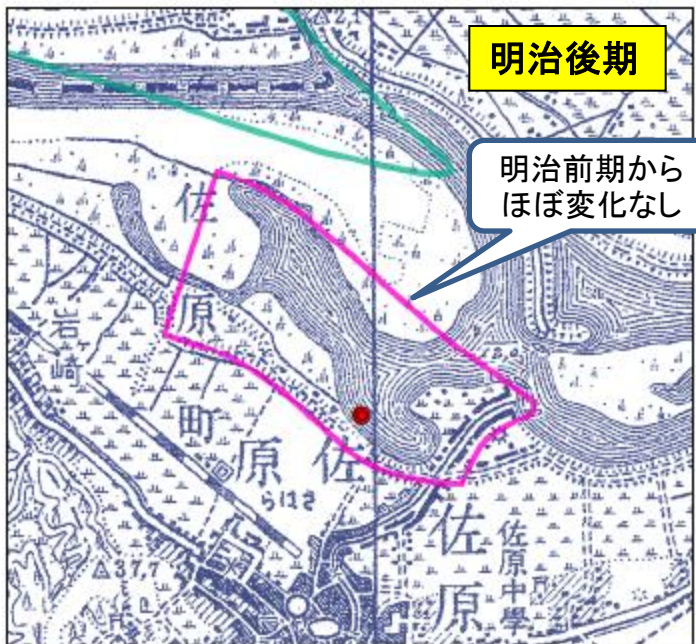 明治後期
明治前期から
ほぼ変化なし
佐原町
岩ヶ崎
佐原
らはさ
佐原
佐原中學
△37.7